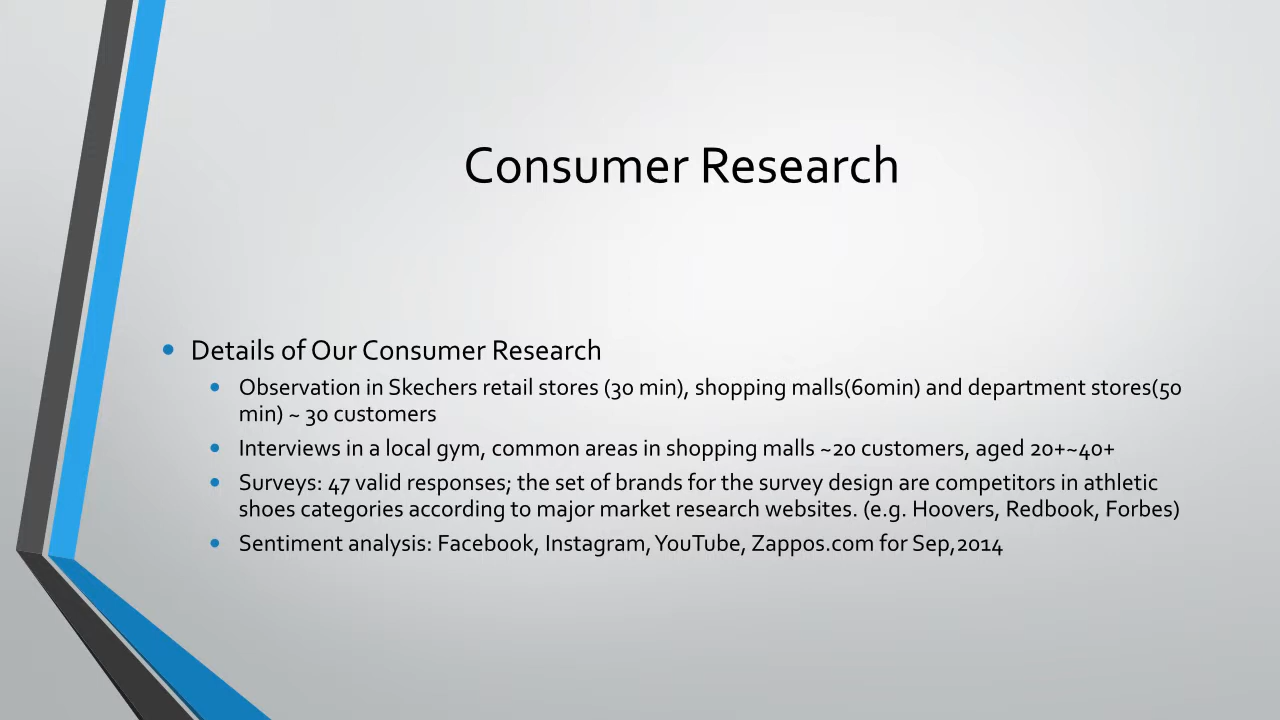 Consumer Research
• Details of Our Consumer Research
• Observation in Skechers retail stores (30 min), shopping malls(60min) and department stores(50
min) ~ 30 customers
• Interviews in a local gym, common areas in shopping malls ~20 customers, aged 20+~40+
• Surveys: 47 valid responses; the set of brands for the survey design are competitors in athletic
shoes categories according to major market research websites. (e.g. Hoovers, Redbook, Forbes)
• Sentiment analysis: Facebook, Instagram, YouTube, Zappos.com for Sep,2014